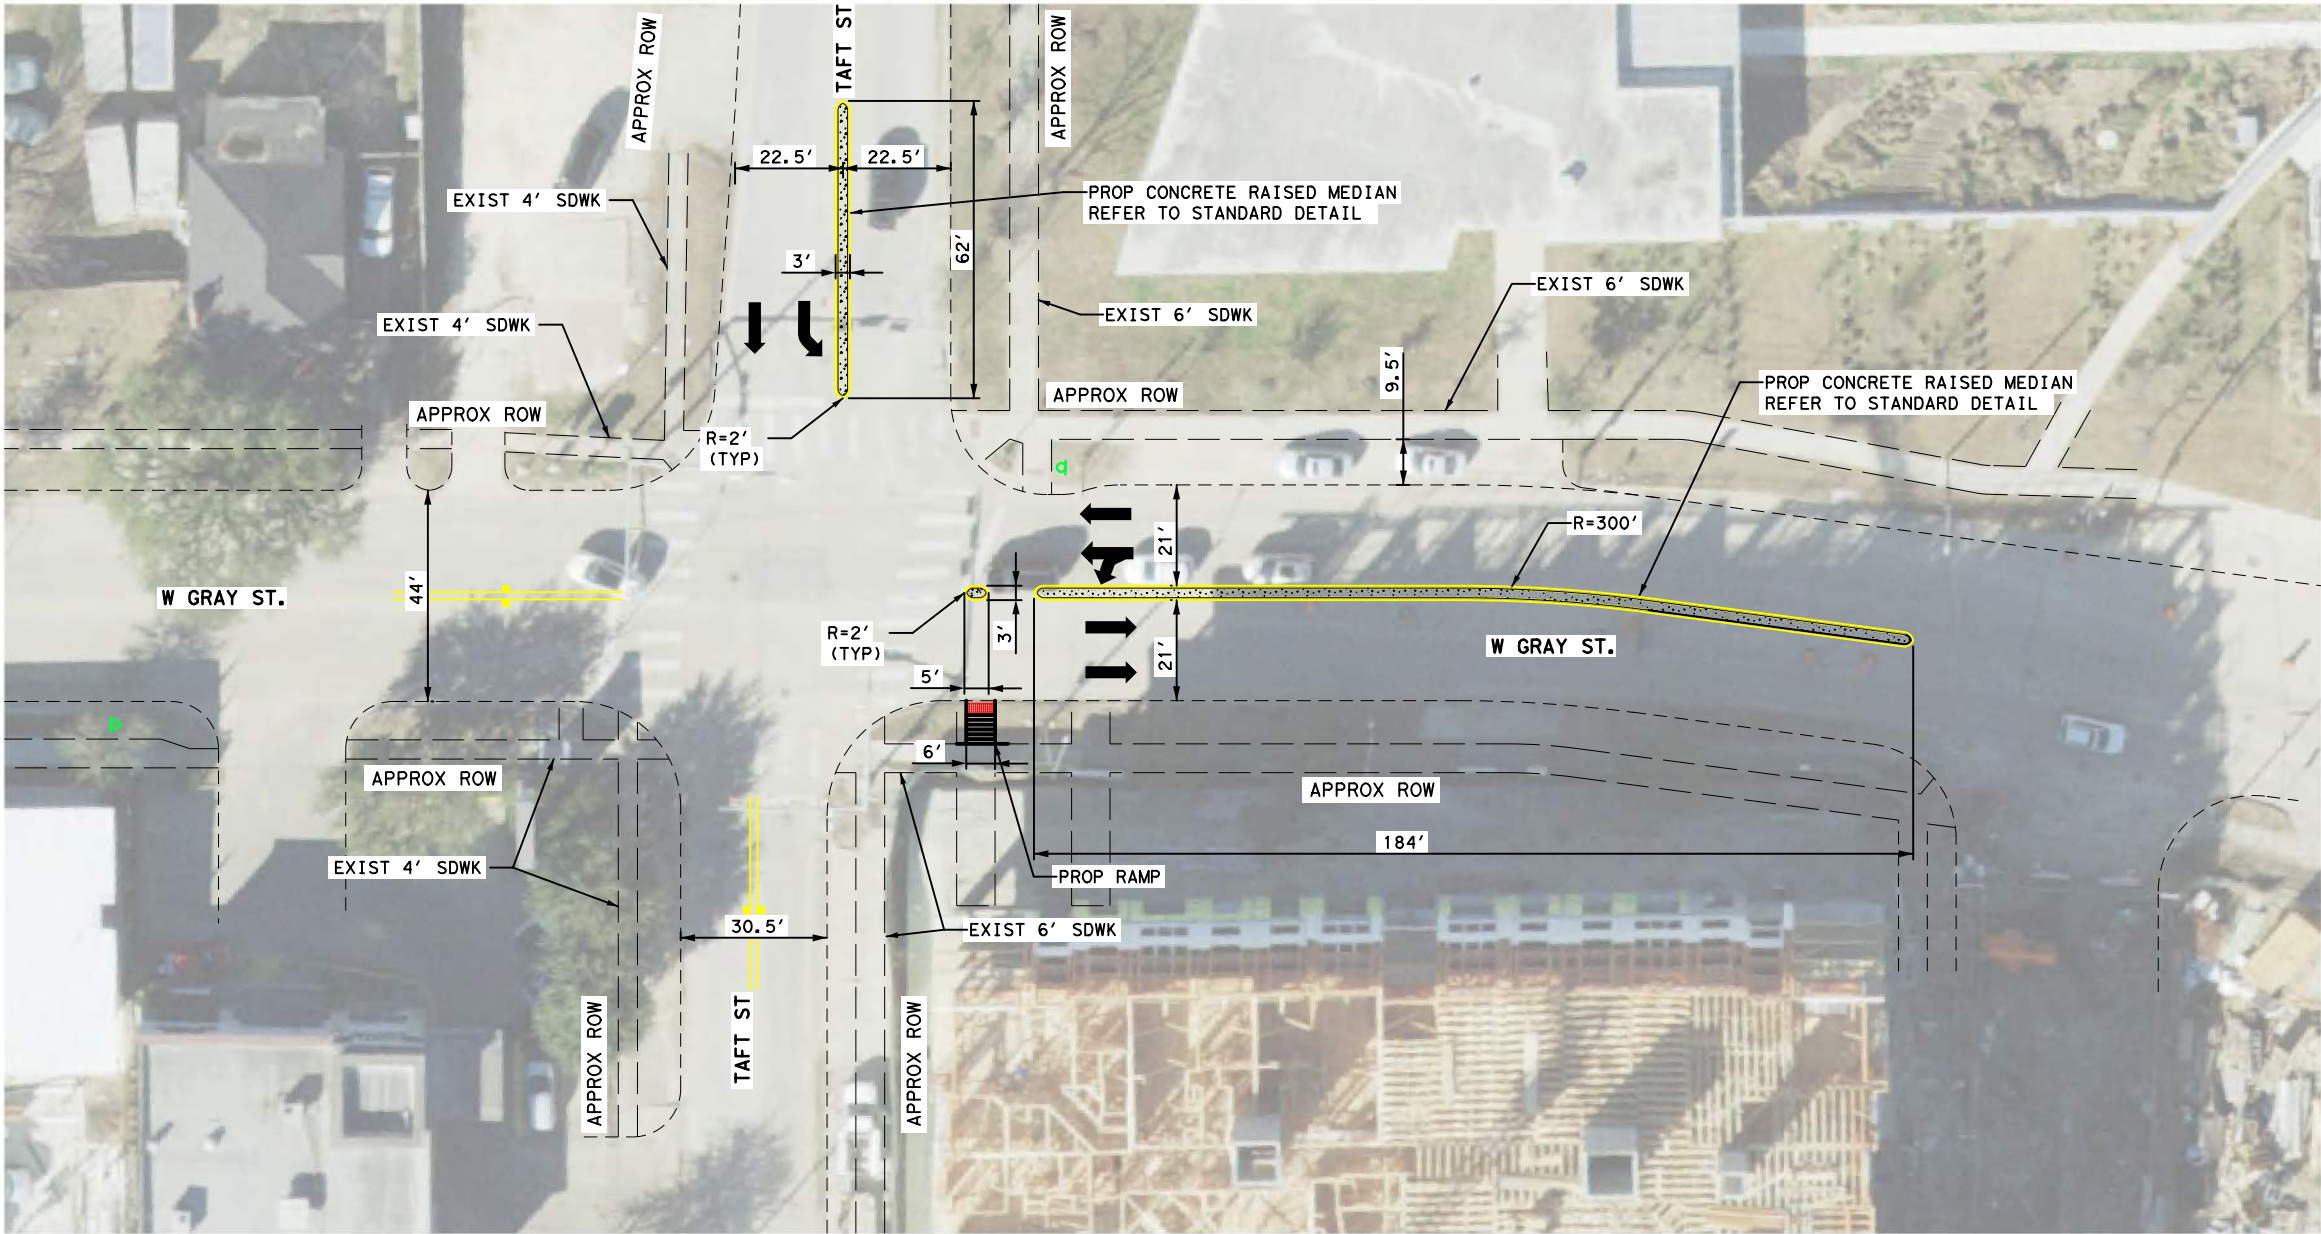 TAFT ST
APPROX ROW
APPROX ROW
22.5'
22.5'
EXIST 4' SDWK
PROP CONCRETE RAISED MEDIAN
REFER TO STANDARD DETAIL
62'
3'
EXIST 6' SDWK
EXIST 6' SDWK
EXIST 4' SDWK
9.5'
PROP CONCRETE RAISED MEDIAN
REFER TO STANDARD DETAIL
APPROX ROW
APPROX ROW
R=2'
(TYP)
q
R=300'
21'
44'
W GRAY ST.
R=2'
(TYP)
3'
21'
W GRAY ST.
5'
b
6'
APPROX ROW
APPROX ROW
184'
EXIST 4' SDWK
PROP RAMP
30.5'
EXIST 6' SDWK
TAFT ST
APPROX ROW
APPROX ROW